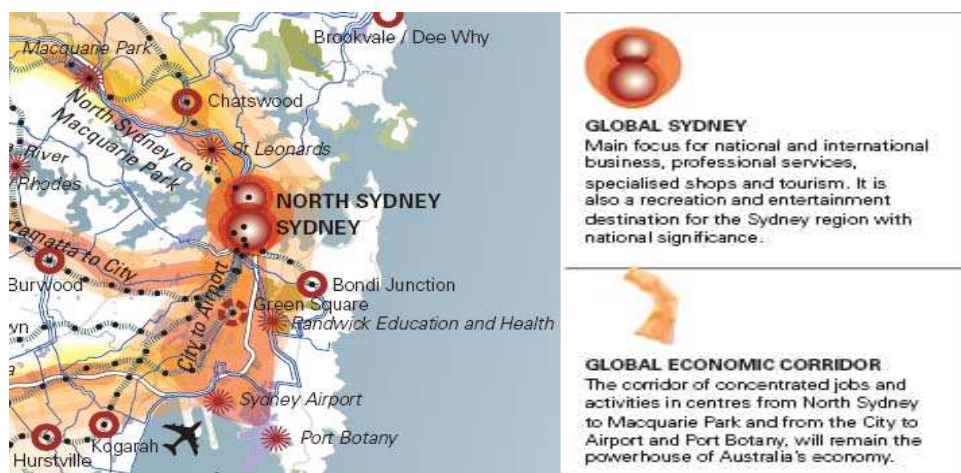 Macquarie Park
Brookvale / Dee Why
Chatswood
North Sydney to
Macquarie Park
St Leonards
River
Rhodes
NORTH SYDNEY
SYDNEY
ramatta to City
Burwood
City to Airport
Bondi Junction
Green Square
Randwick Education and Health
wn
a
Sydney Airport
Port Botany
Kogarah
Hurstville
GLOBAL SYDNEY
Main focus for national and international
business, professional services,
specialised shops and tourism. It is
also a recreation and entertainment
destination for the Sydney region with
national significance.
GLOBAL ECONOMIC CORRIDOR
The corridor of concentrated jobs and
activities in centres from North Sydney
to Macquarie Park and from the City to
Airport and Port Botany, will remain the
powerhouse of Australia's economy.